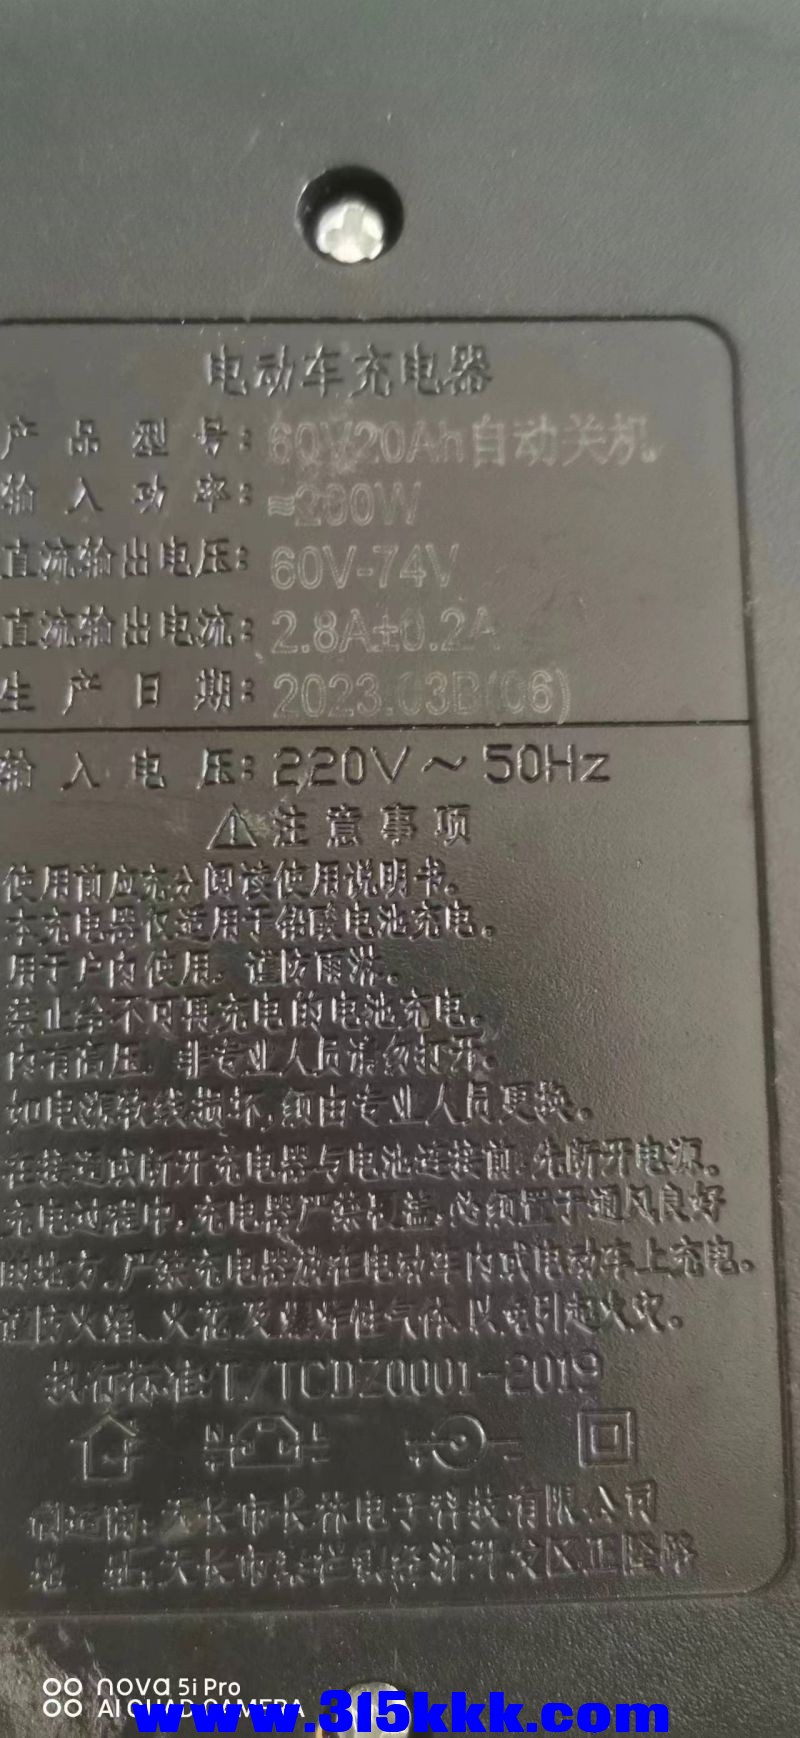 电动车充电器
产品型号: 60V20Ah自动关机
输入功率: ≈260W
直流输出电压: 60V-74V
直流输出电流: 2.8A±0.2A
生产日期: 2023.03B(06)
输入电压: 220V~50Hz
注意事项
使用前应充分阅读使用说明书。
本充电器仅适用于铅酸电池充电。
用于户内使用，谨防雨淋。
禁止给不可再充电的电池充电。
内有高压，非专业人员请勿打开。
如电源软线损坏，须由专业人员更换。
在接通或断开充电器与电池连接前，先断开电源。
充电过程中，充电器严禁覆盖，必须置于通风良好
的地方，严禁充电器放在电动车内或电动车上充电。
谨防火焰、火花及爆炸性气体，以免引起火灾。
执行标准:T/TCDZ0001-2019
制造商:天长市长林电子科技有限公司
地址:天长市经济开发区正路
nova 5i Pro
AI QUAD CAMERA
www.315kkk.com